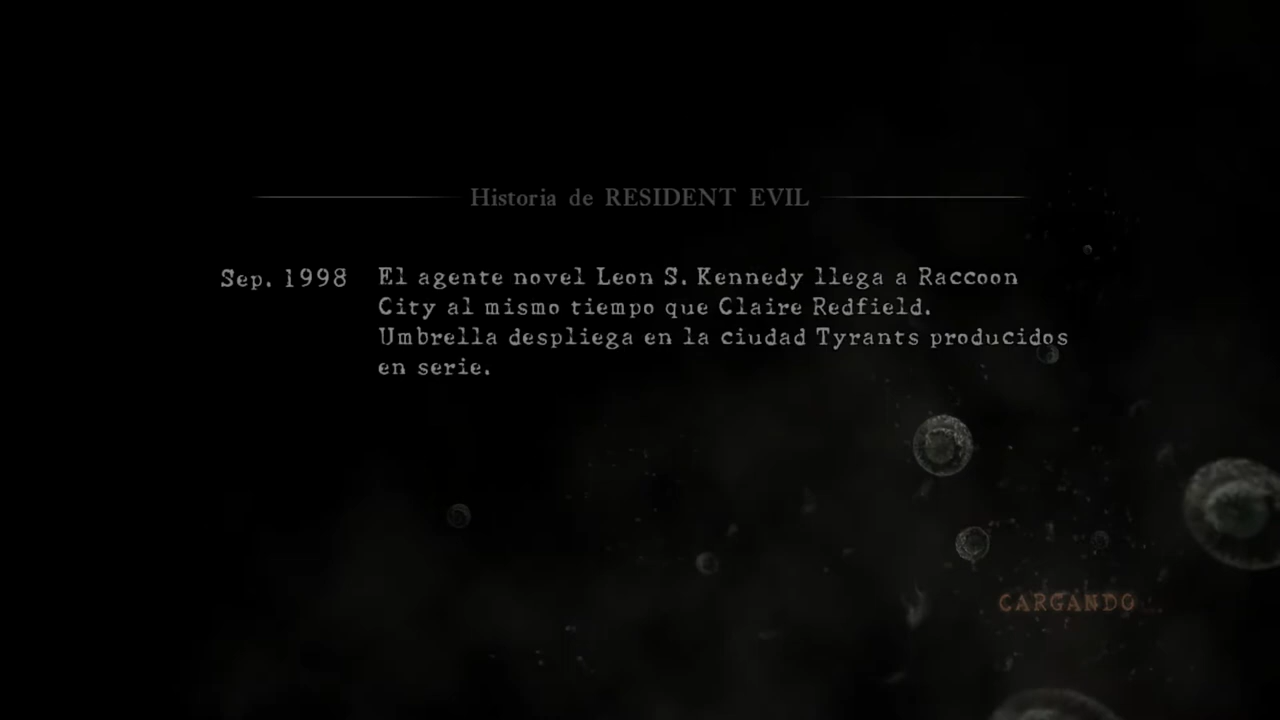 Historia de RESIDENT EVIL
Sep. 1998 El agente novel Leon S. Kennedy llega a Raccoon
City al mismo tiempo que Claire Redfield.
Umbrella despliega en la ciudad Tyrants producidos
en serie.
CARGANDO...